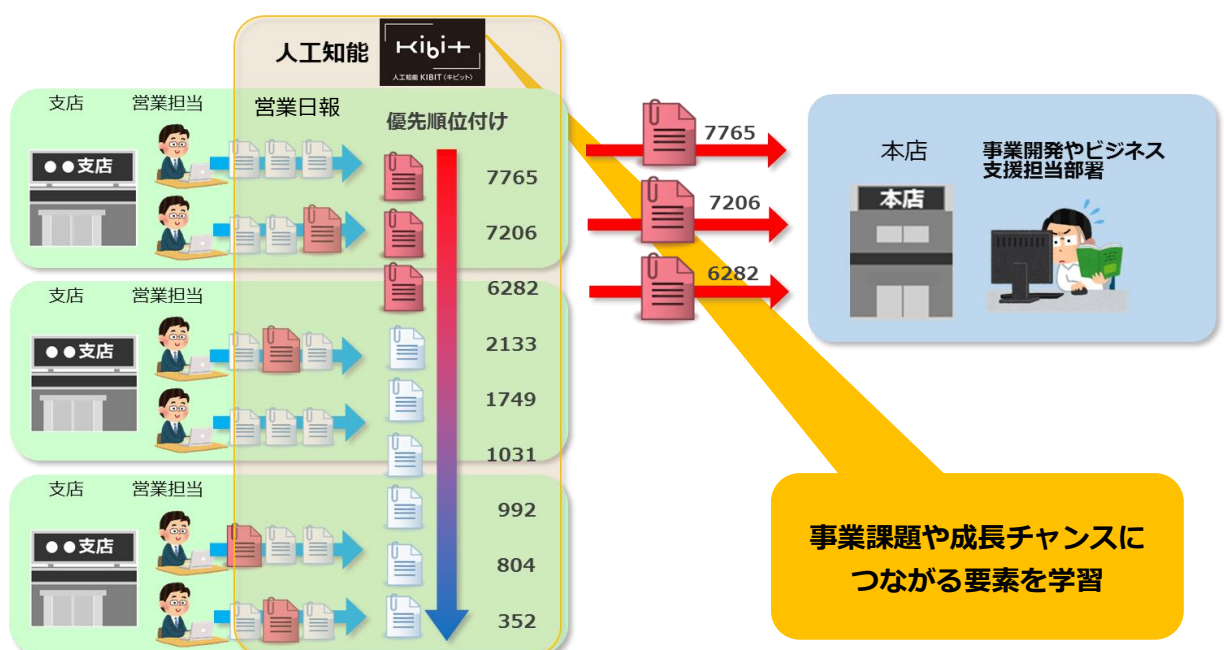 人工知能
Kibit
人工知能 KIBIT(キビット)
支店
営業担当
営業日報
優先順位付け
●●支店
7765
7206
6282
支店
営業担当
●●支店
2133
1749
1031
支店
営業担当
●●支店
992
804
352
7765
7206
6282
本店
事業開発やビジネス
支援担当部署
本店
事業課題や成長チャンスに
つながる要素を学習